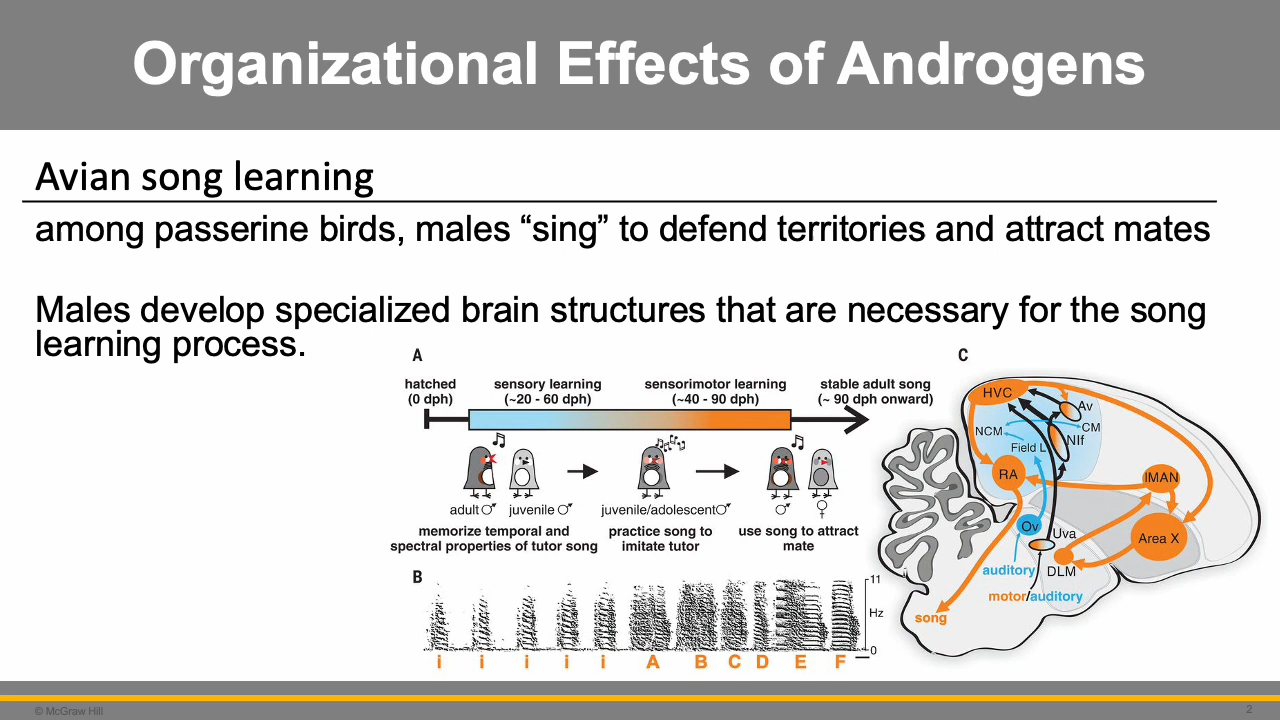 Organizational Effects of Androgens
Avian song learning
among passerine birds, males “sing” to defend territories and attract mates
Males develop specialized brain structures that are necessary for the song
learning process.
A
hatched
(0 dph)
sensory learning
(~20 - 60 dph)
sensorimotor learning
(~40 - 90 dph)
stable adult song
(~ 90 dph onward)
adult ♂
juvenile ♂
juvenile/adolescent♂
♂
♀
memorize temporal and
spectral properties of tutor song
practice song to
imitate tutor
use song to attract
mate
B
11
Hz
0
i i i i i A B C D E F
C
HVC
Av
NCM
CM
Field L
NIf
RA
lMAN
Ov
Uva
Area X
auditory
DLM
motor/auditory
song
© McGraw Hill
2